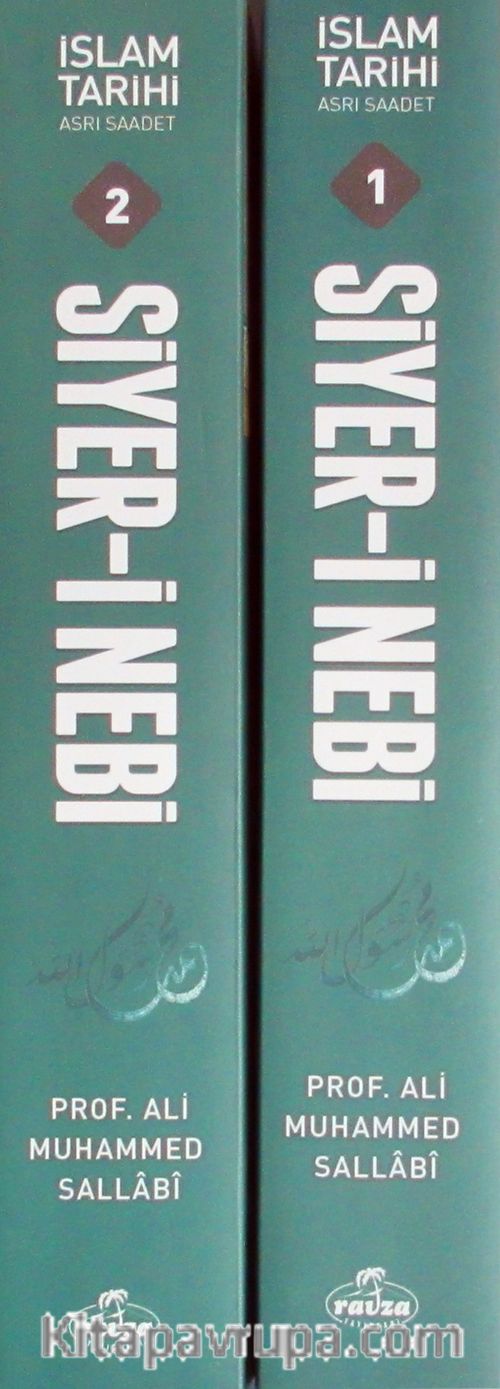 İSLAM
TARİHİ
ASRI SAADET
2
SİYER-İ NEBİ
PROF. ALİ
MUHAMMED
SALLÂBÎ
İSLAM
TARİHİ
ASRI SAADET
1
SİYER-İ NEBİ
PROF. ALİ
MUHAMMED
SALLÂBÎ
ravza
kitapavrupa.com